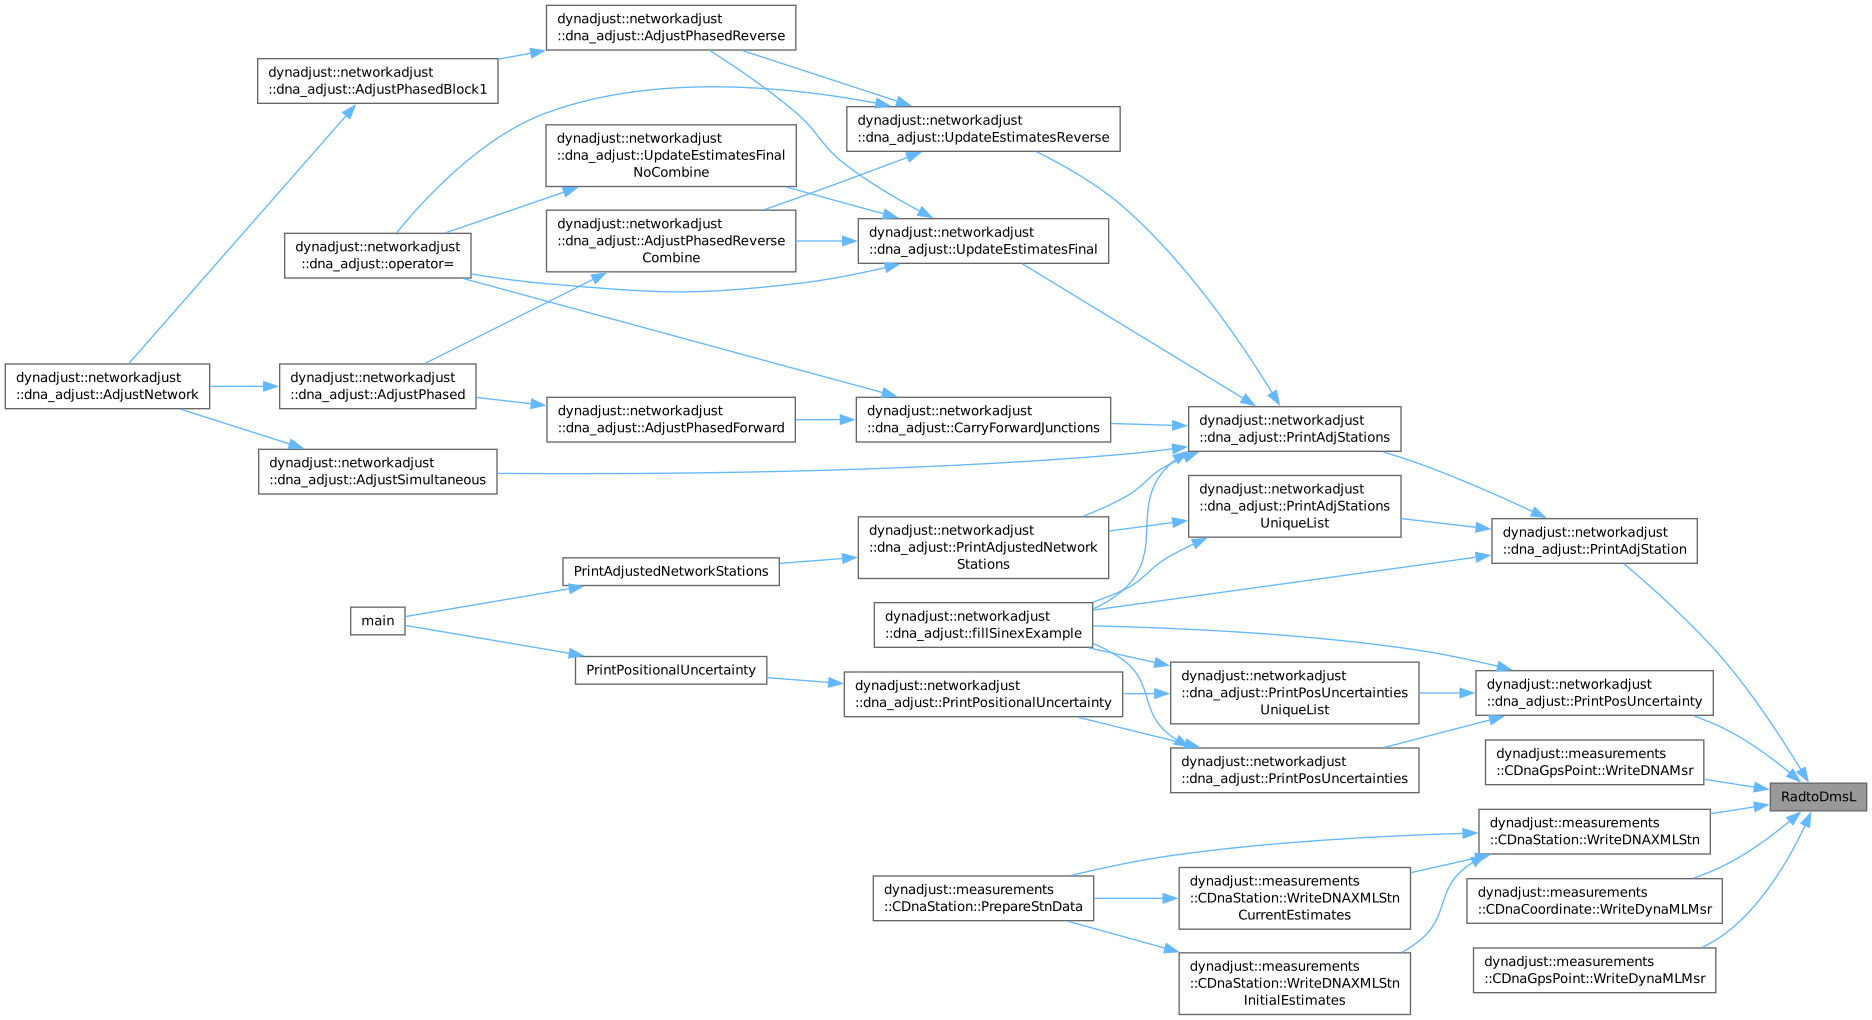 dynadjust::networkadjust
::dna_adjust::AdjustPhasedReverse
dynadjust::networkadjust
::dna_adjust::AdjustPhasedBlock1
dynadjust::networkadjust
::dna_adjust::UpdateEstimatesReverse
dynadjust::networkadjust
::dna_adjust::UpdateEstimatesFinal
NoCombine
dynadjust::networkadjust
::dna_adjust::AdjustPhasedReverse
Combine
dynadjust::networkadjust
::dna_adjust::UpdateEstimatesFinal
dynadjust::networkadjust
::dna_adjust::operator=
dynadjust::networkadjust
::dna_adjust::AdjustNetwork
dynadjust::networkadjust
::dna_adjust::AdjustPhased
dynadjust::networkadjust
::dna_adjust::AdjustPhasedForward
dynadjust::networkadjust
::dna_adjust::CarryForwardJunctions
dynadjust::networkadjust
::dna_adjust::PrintAdjStations
dynadjust::networkadjust
::dna_adjust::AdjustSimultaneous
dynadjust::networkadjust
::dna_adjust::PrintAdjStations
UniqueList
dynadjust::networkadjust
::dna_adjust::PrintAdjustedNetwork
Stations
dynadjust::networkadjust
::dna_adjust::PrintAdjStation
PrintAdjustedNetworkStations
main
dynadjust::networkadjust
::dna_adjust::fillSinexExample
PrintPositionalUncertainty
dynadjust::networkadjust
::dna_adjust::PrintPositionalUncertainty
dynadjust::networkadjust
::dna_adjust::PrintPosUncertainties
UniqueList
dynadjust::networkadjust
::dna_adjust::PrintPosUncertainty
dynadjust::networkadjust
::dna_adjust::PrintPosUncertainties
dynadjust::measurements
::CDnaGpsPoint::WriteDNAMsr
RadtoDmsL
dynadjust::measurements
::CDnaStation::WriteDNAXMLStn
dynadjust::measurements
::CDnaStation::PrepareStnData
dynadjust::measurements
::CDnaStation::WriteDNAXMLStn
CurrentEstimates
dynadjust::measurements
::CDnaCoordinate::WriteDynaMLMsr
dynadjust::measurements
::CDnaStation::WriteDNAXMLStn
InitialEstimates
dynadjust::measurements
::CDnaGpsPoint::WriteDynaMLMsr